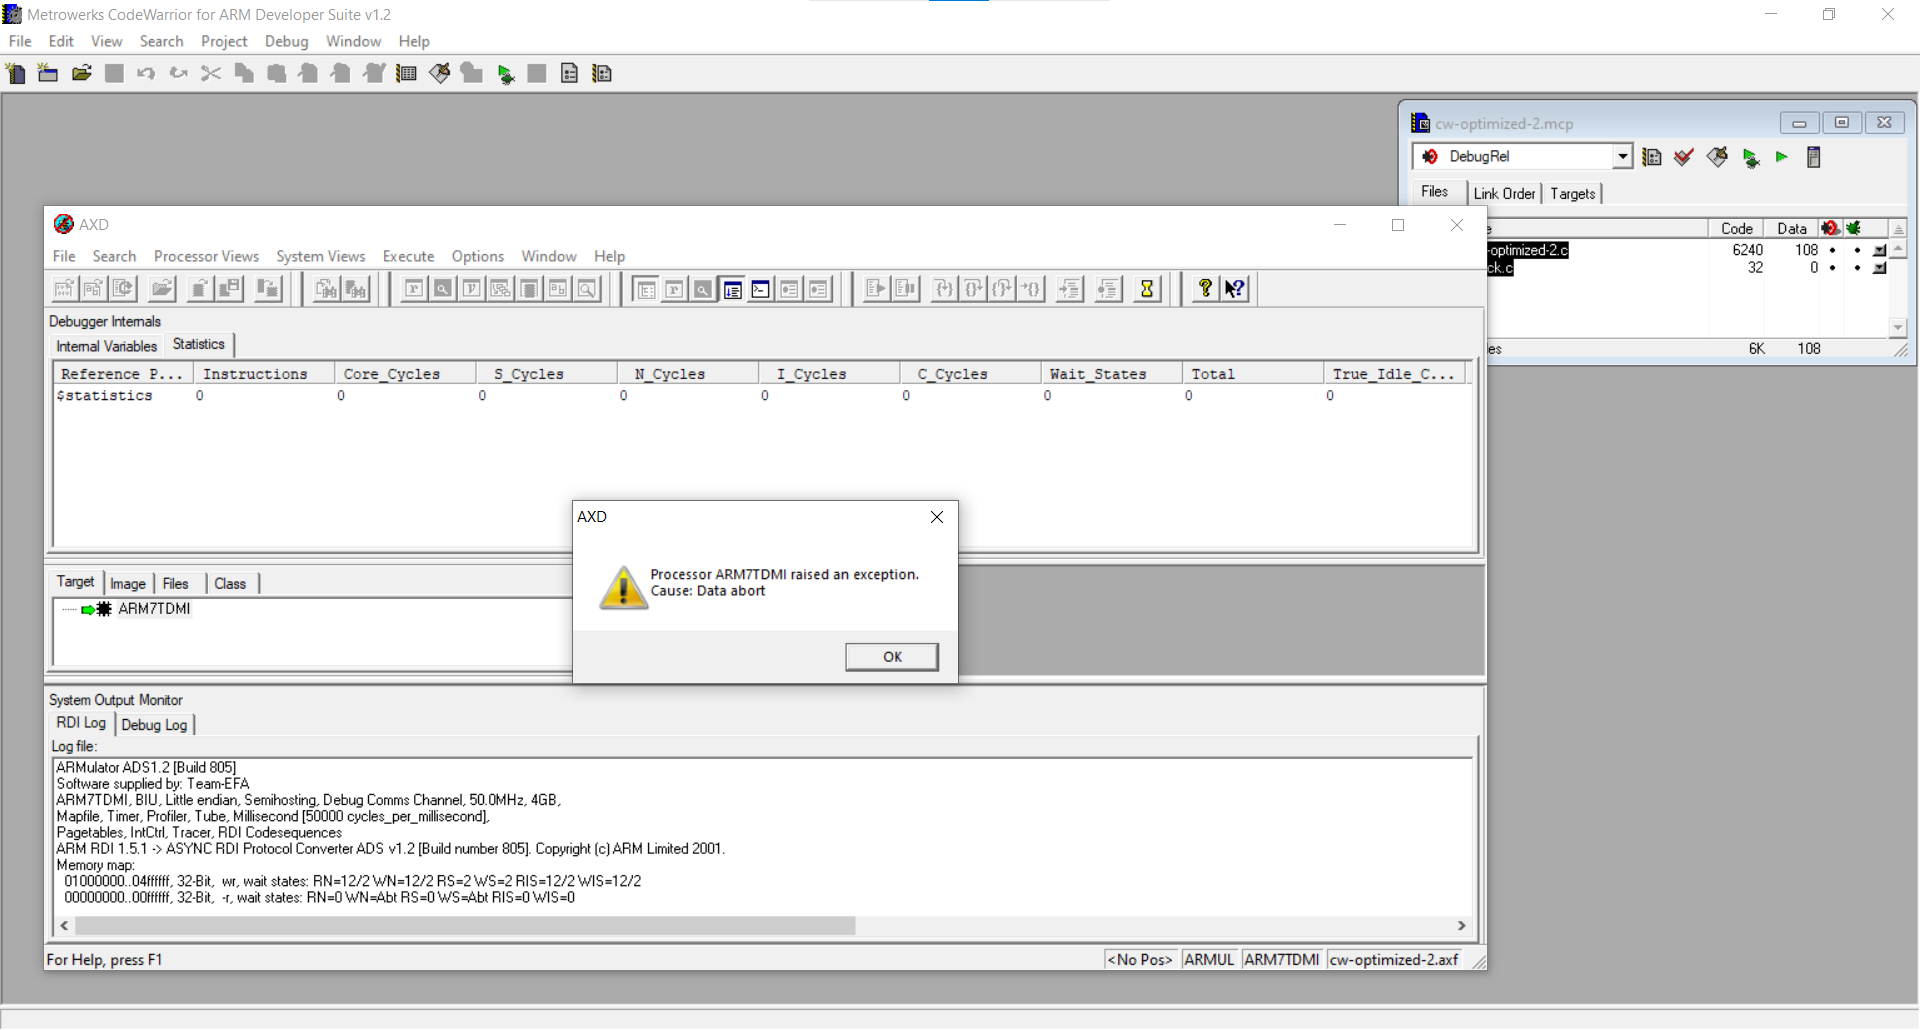 Metrowerks CodeWarrior for ARM Developer Suite v1.2
File Edit View Search Project Debug Window Help
cw-optimized-2.mcp
DebugRel
Files Link Order Targets
Code Data
-optimized-2.c 6240 108
ck.c 32 0
6K 108
AXD
File Search Processor Views System Views Execute Options Window Help
Debugger Internals
Internal Variables Statistics
Reference P... Instructions Core_Cycles S_Cycles N_Cycles I_Cycles C_Cycles Wait_States Total True_Idle_C...
$statistics 0 0 0 0 0 0 0 0 0
AXD
Processor ARM7TDMI raised an exception.
Cause: Data abort
OK
Target Image Files Class
ARM7TDMI
System Output Monitor
RDI Log Debug Log
Log file:
ARMulator ADS1.2 [Build 805]
Software supplied by: Team-EFA
ARM7TDMI, BIU, Little endian, Semihosting, Debug Comms Channel, 50.0MHz, 4GB,
Mapfile, Timer, Profiler, Tube, Millisecond [50000 cycles_per_millisecond],
Pagetables, IntCtrl, Tracer, RDI Codesequences
ARM RDI 1.5.1 -> ASYNC RDI Protocol Converter ADS v1.2 [Build number 805]. Copyright (c) ARM Limited 2001.
Memory map:
01000000..04ffffff, 32-Bit, wr, wait states: RN=12/2 WN=12/2 RS=2 WS=2 RIS=12/2 WIS=12/2
00000000..00ffffff, 32-Bit, -r, wait states: RN=0 WN=Abt RS=0 WS=Abt RIS=0 WIS=0
For Help, press F1
<No Pos> ARMUL ARM7TDMI cw-optimized-2.axf